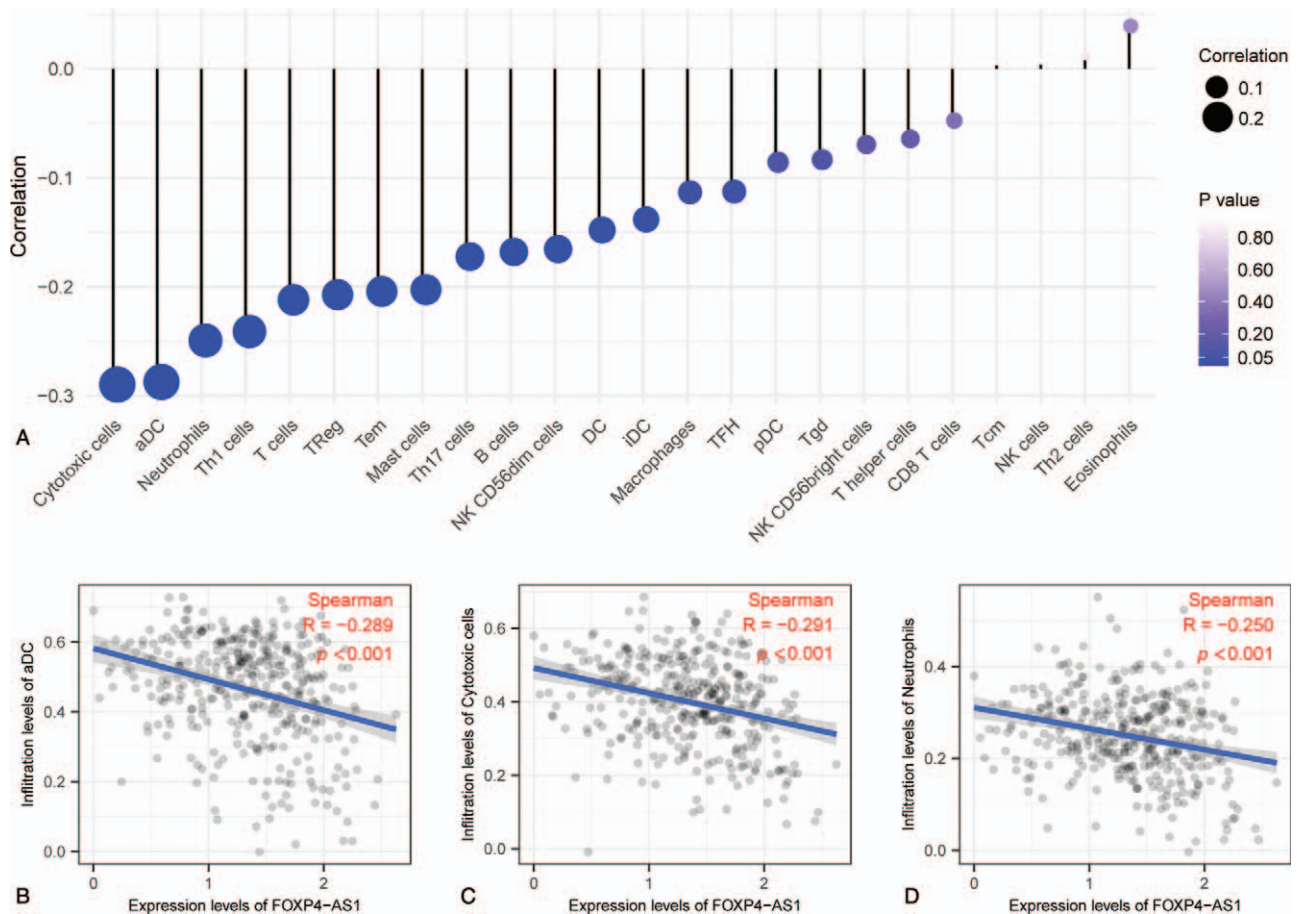 Correlation
0.0
−0.1
−0.2
−0.3
A
Cytotoxic cells
aDC
Neutrophils
Th1 cells
T cells
TReg
Tem
Mast cells
Th17 cells
B cells
NK CD56dim cells
DC
iDC
Macrophages
TFH
pDC
Tgd
NK CD56bright cells
T helper cells
CD8 T cells
Tcm
NK cells
Th2 cells
Eosinophils
Correlation
0.1
0.2
P value
0.80
0.60
0.40
0.20
0.05
Infiltration levels of aDC
0.6
0.4
0.2
0.0
Spearman
R = −0.289
p <0.001
0 1 2
B
Expression levels of FOXP4−AS1
Infiltration levels of Cytotoxic cells
0.6
0.4
0.2
0.0
Spearman
R = −0.291
p <0.001
0 1 2
C
Expression levels of FOXP4−AS1
Infiltration levels of Neutrophils
0.4
0.2
0.0
Spearman
R = −0.250
p <0.001
0 1 2
D
Expression levels of FOXP4−AS1